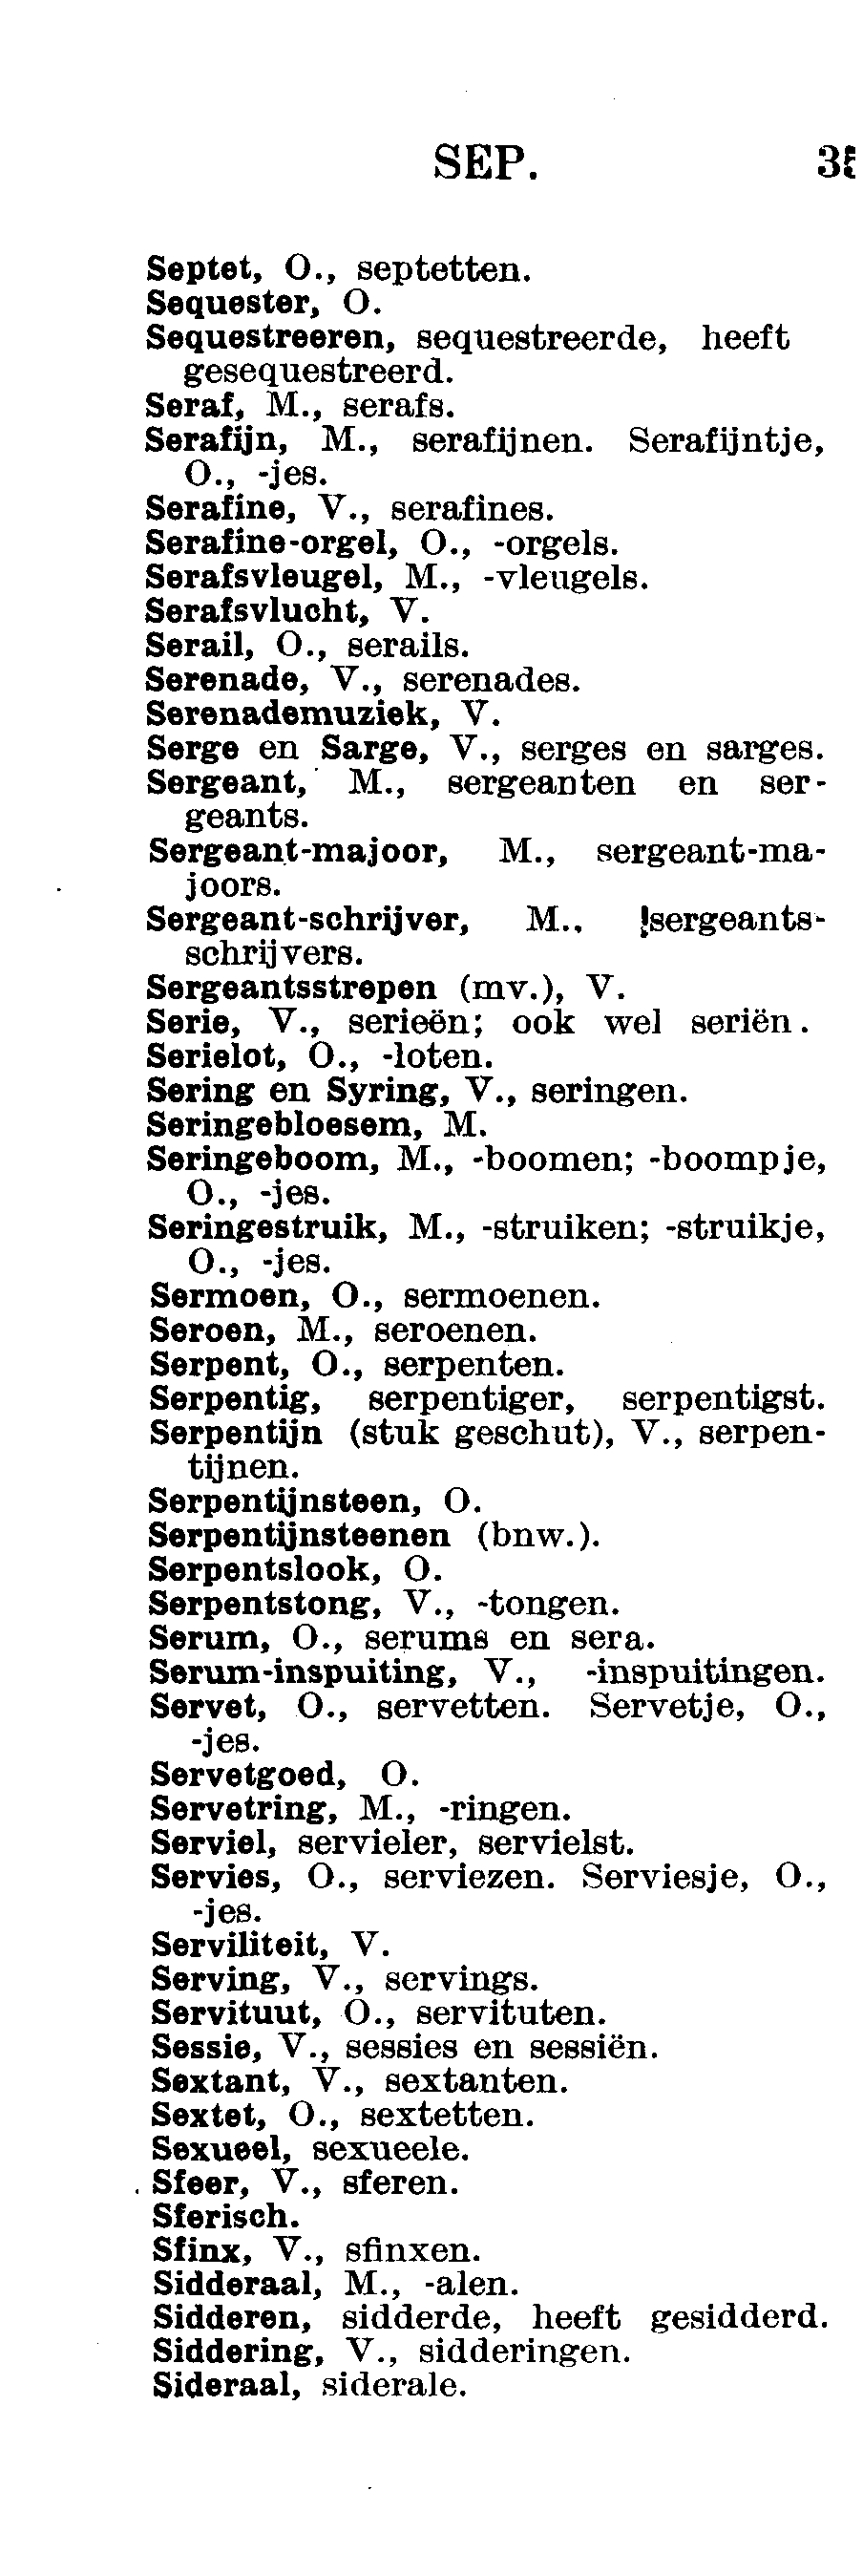 SEP.
Septet, O., septetten.
Sequester, O.
Sequestreeren, sequestreerde, heeft
gesequestreerd.
Seraf, M., serafs.
Serafijn, M., serafijnen. Serafijntje,
O., -jes.
Serafine, V., serafines.
Serafine-orgel, O., -orgels.
Serafsvleugel, M., -vleugels.
Serafsvlucht, V.
Serail, O., serails.
Serenade, V., serenades.
Serenademuziek, V.
Serge en Sarge, V., serges en sarges.
Sergeant, M., sergeanten en ser-
geants.
Sergeant-majoor, M., sergeant-ma-
joors.
Sergeant-schrijver, M., sergeants-
schrijvers.
Sergeantsstrepen (mv.), V.
Serie, V., serieën; ook wel seriën.
Serielot, O., -loten.
Sering en Syring, V., seringen.
Seringebloesem, M.
Seringeboom, M., -boomen; -boompje,
O., -jes.
Seringestruik, M., -struiken; -struikje,
O., -jes.
Sermoen, O., sermoenen.
Seroen, M., seroenen.
Serpent, O., serpenten.
Serpentig, serpentiger, serpentigst.
Serpentijn (stuk geschut), V., serpen-
tijnen.
Serpentijnsteen, O.
Serpentijnsteenen (bnw.).
Serpentslook, O.
Serpentstong, V., -tongen.
Serum, O., serums en sera.
Serum-inspuiting, V., -inspuitingen.
Servet, O., servetten. Servetje, O.,
-jes.
Servetgoed, O.
Servetring, M., -ringen.
Serviel, servieler, servielst.
Servies, O., serviezen. Serviesje, O.,
-jes.
Serviliteit, V.
Serving, V., servings.
Servituut, O., servituten.
Sessie, V., sessies en sessiën.
Sextant, V., sextanten.
Sextet, O., sextetten.
Sexueel, sexueele.
Sfeer, V., sferen.
Sferisch.
Sfinx, V., sfinxen.
Sidderaal, M., -alen.
Sidderen, sidderde, heeft gesidderd.
Siddering, V., sidderingen.
Sideraal, siderale.